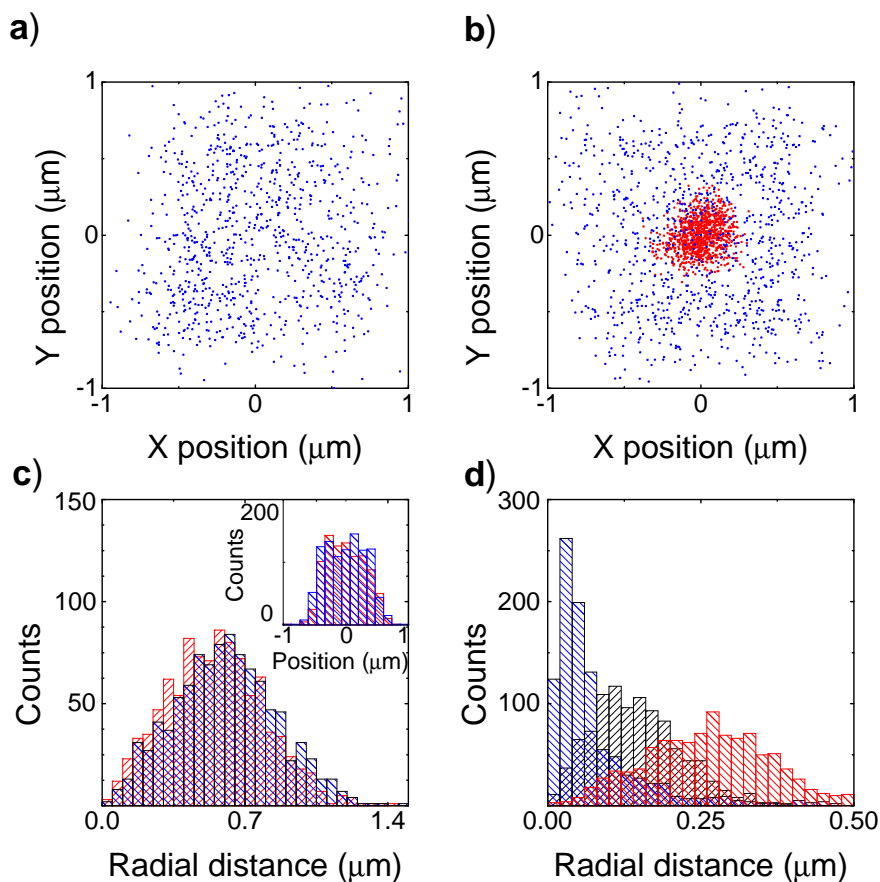 a)
1
0
-1
Y position (μm)
-1
0
1
X position (μm)
b)
1
0
-1
Y position (μm)
-1
0
1
X position (μm)
c)
150
100
50
0
Counts
0.0
0.7
1.4
Radial distance (μm)
200
0
Counts
-1
0
1
Position (μm)
d)
300
200
100
0
Counts
0.00
0.25
0.50
Radial distance (μm)